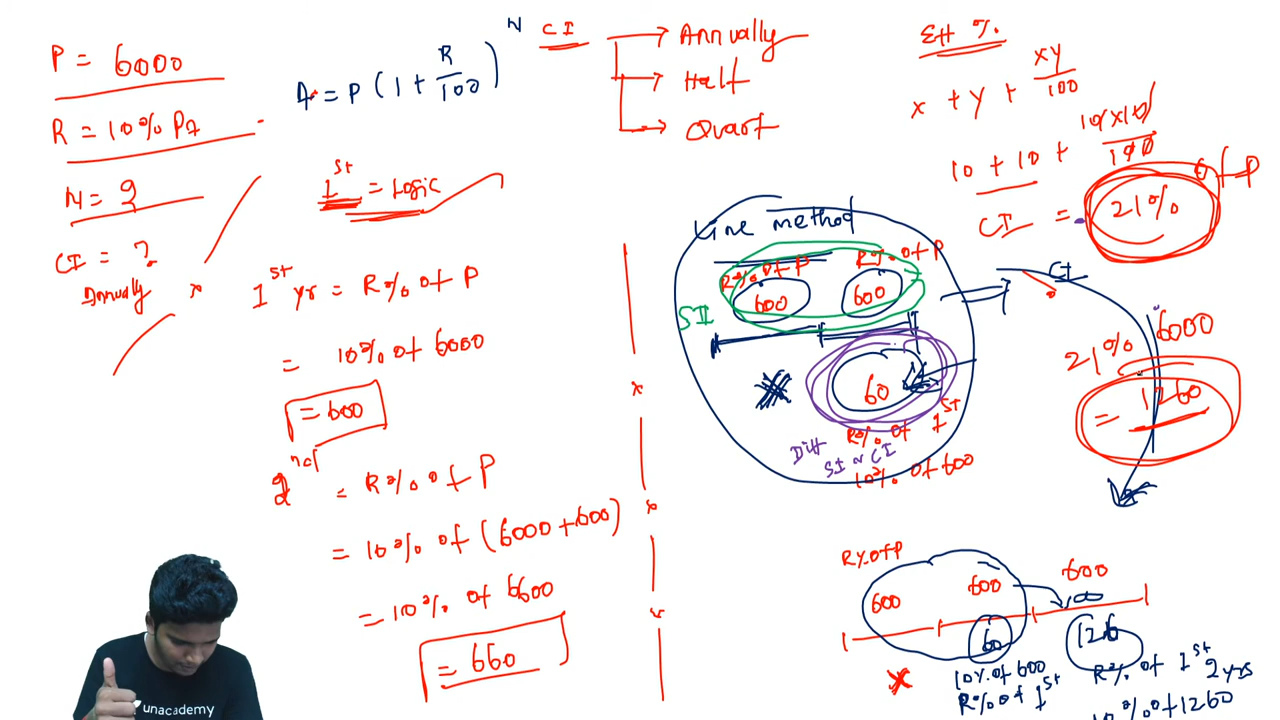 P = 6000
R = 10% PA
N = 2
CI = ?
Annually
A = P (1 + R/100)^N
CI
Annually
Half
Quart
1st = Logic
1st yr = R% of P
= 10% of 6000
= 600
2nd = R% of P
= 10% of (6000 + 600)
= 10% of 6600
= 660
Eff %
x + y + xy/100
10 + 10 + 10x10/100
CI = 21% of P
Line method
R% of P R% of P
SI 600 600
60
R% of 1st
Diff
SI ~ CI
10% of 600
CI
21% 6000
= 1260
R% of P
600 600 600
60 126
10% of 600
R% of 1st
R% of 1st
2 yrs
10% of 1260
unacademy